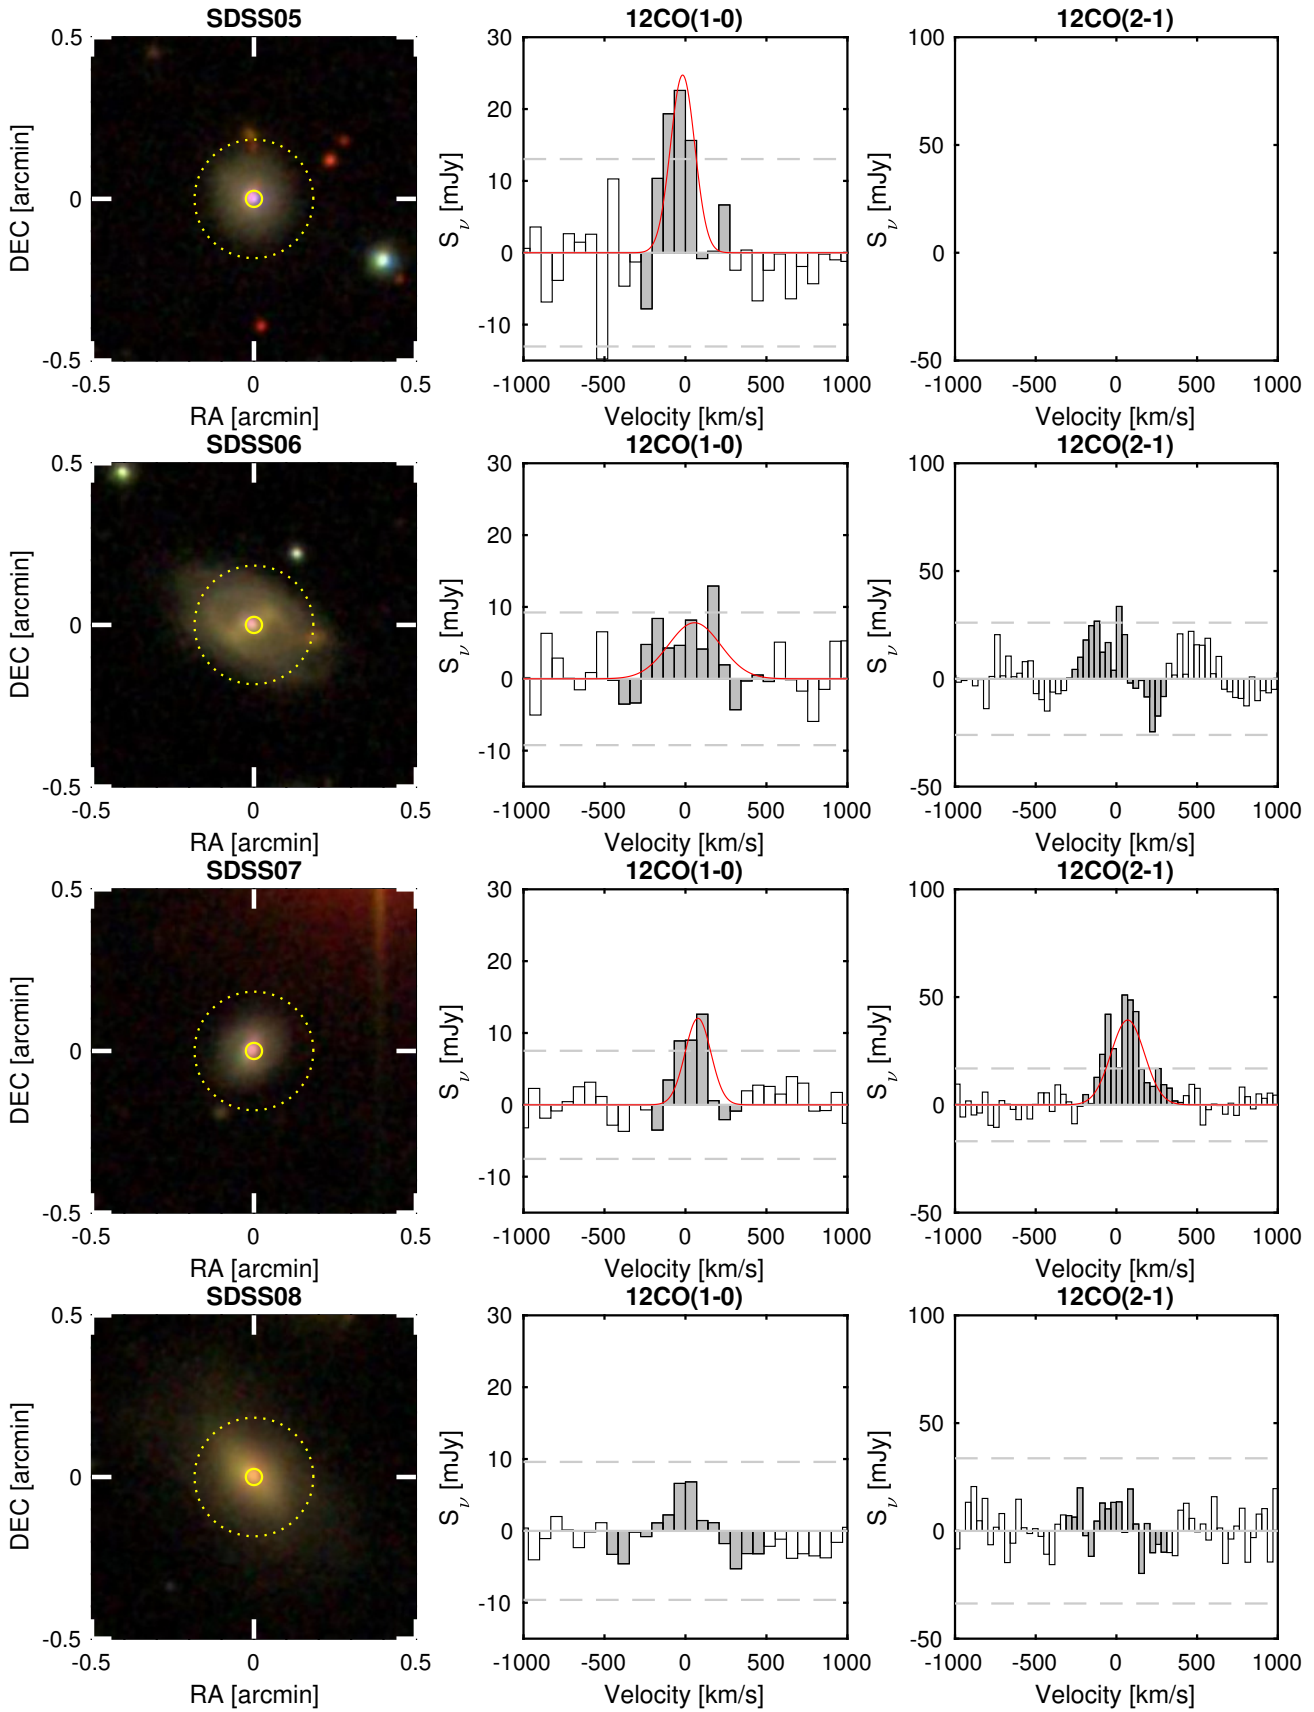 SDSS05 12CO(1-0) 12CO(2-1)
0.5 30 100
20
50
DEC [arcmin] 0 S_ν [mJy] 10 S_ν [mJy]
0 0
-10
-0.5 -50
-0.5 0 0.5 -1000 -500 0 500 1000 -1000 -500 0 500 1000
RA [arcmin] Velocity [km/s] Velocity [km/s]
SDSS06 12CO(1-0) 12CO(2-1)
0.5 30 100
20
50
DEC [arcmin] 0 S_ν [mJy] 10 S_ν [mJy]
0 0
-10
-0.5 -50
-0.5 0 0.5 -1000 -500 0 500 1000 -1000 -500 0 500 1000
RA [arcmin] Velocity [km/s] Velocity [km/s]
SDSS07 12CO(1-0) 12CO(2-1)
0.5 30 100
20
50
DEC [arcmin] 0 S_ν [mJy] 10 S_ν [mJy]
0 0
-10
-0.5 -50
-0.5 0 0.5 -1000 -500 0 500 1000 -1000 -500 0 500 1000
RA [arcmin] Velocity [km/s] Velocity [km/s]
SDSS08 12CO(1-0) 12CO(2-1)
0.5 30 100
20
50
DEC [arcmin] 0 S_ν [mJy] 10 S_ν [mJy]
0 0
-10
-0.5 -50
-0.5 0 0.5 -1000 -500 0 500 1000 -1000 -500 0 500 1000
RA [arcmin] Velocity [km/s] Velocity [km/s]